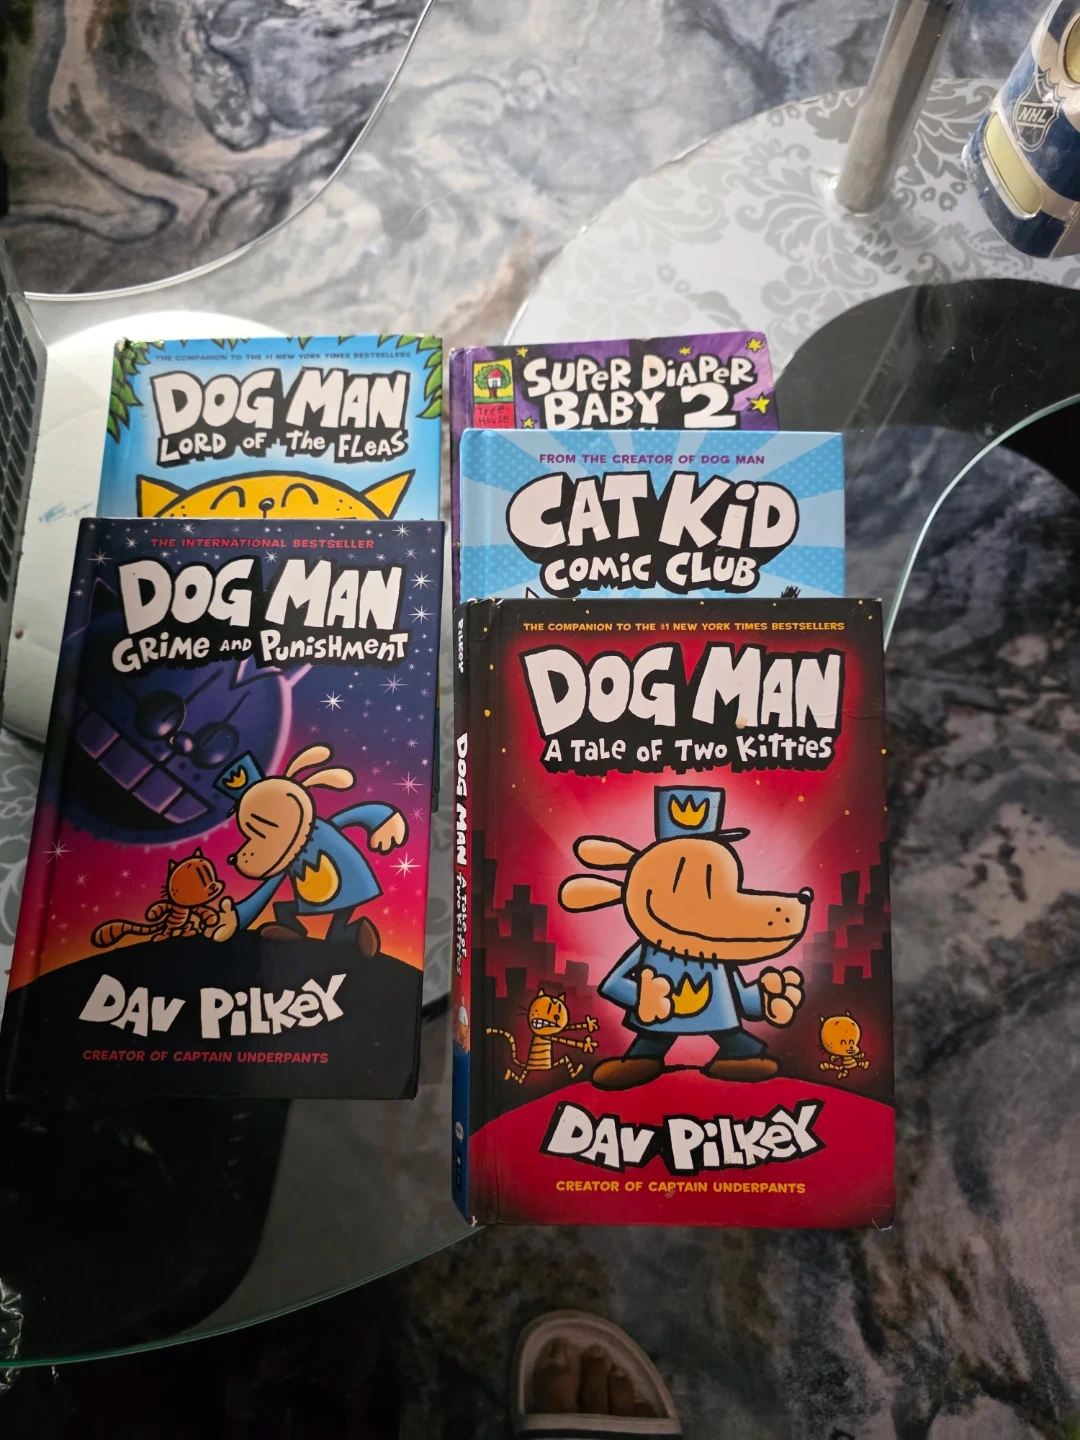 THE COMPANION TO THE #1 NEW YORK TIMES BESTSELLERS
DOG MAN
LORD OF THE FLEAS
TREE-
HOUSE
SUPER DIAPER
BABY 2
FROM THE CREATOR OF DOG MAN
CAT KID
COMIC CLUB
THE INTERNATIONAL BESTSELLER
DOG MAN
GRIME AND PUNISHMENT
DAV PILKEY
CREATOR OF CAPTAIN UNDERPANTS
PILKEY
DOG MAN
A TALE OF
TWO KITTIES
THE COMPANION TO THE #1 NEW YORK TIMES BESTSELLERS
DOG MAN
A TALE OF TWO KITTIES
DAV PILKEY
CREATOR OF CAPTAIN UNDERPANTS
NHL